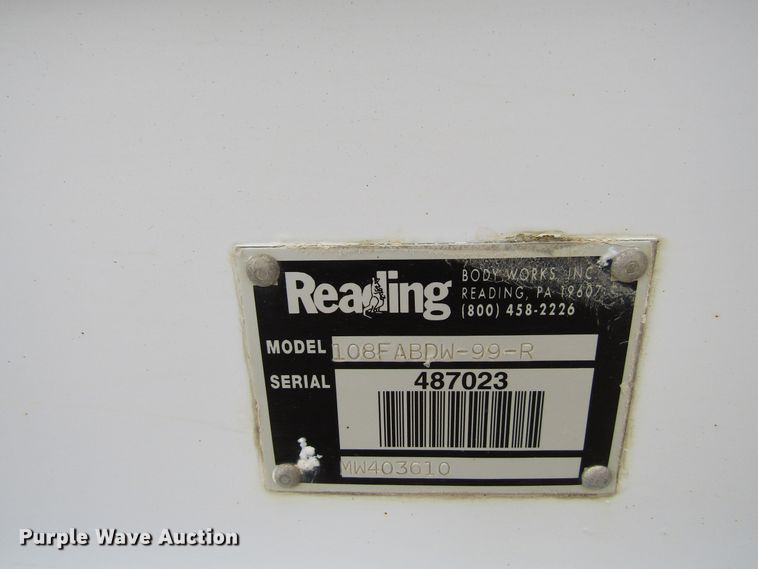 Reading
BODY WORKS, INC
READING, PA 19607
(800) 458-2226
MODEL 108FABDW-99-R
SERIAL 487023
MW403610
Purple Wave Auction®